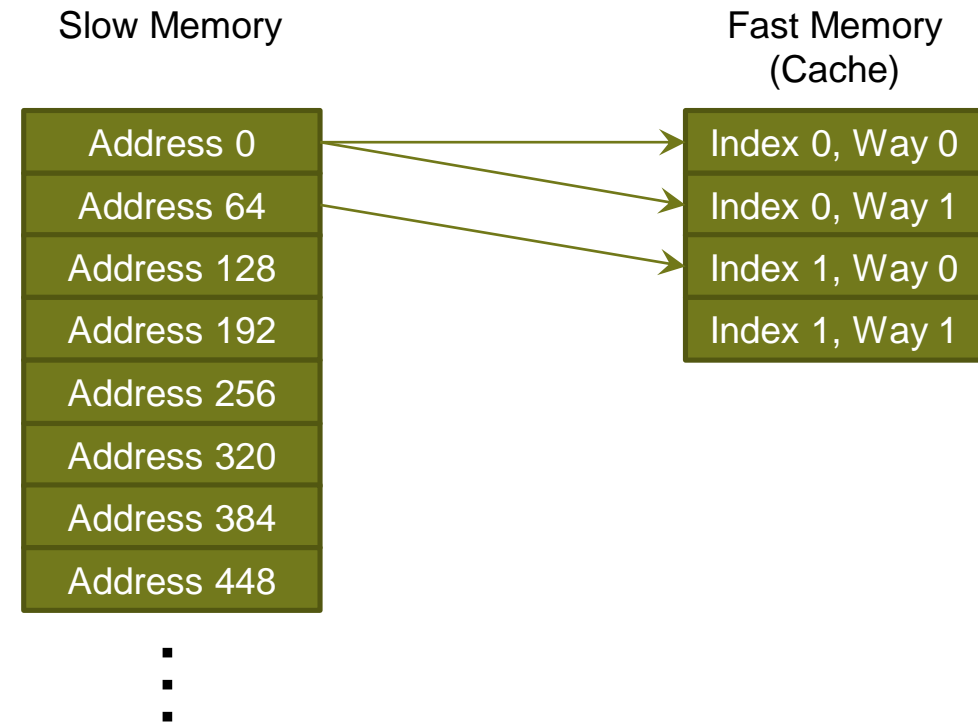 Slow Memory
Fast Memory
(Cache)
Address 0
Address 64
Address 128
Address 192
Address 256
Address 320
Address 384
Address 448
Index 0, Way 0
Index 0, Way 1
Index 1, Way 0
Index 1, Way 1